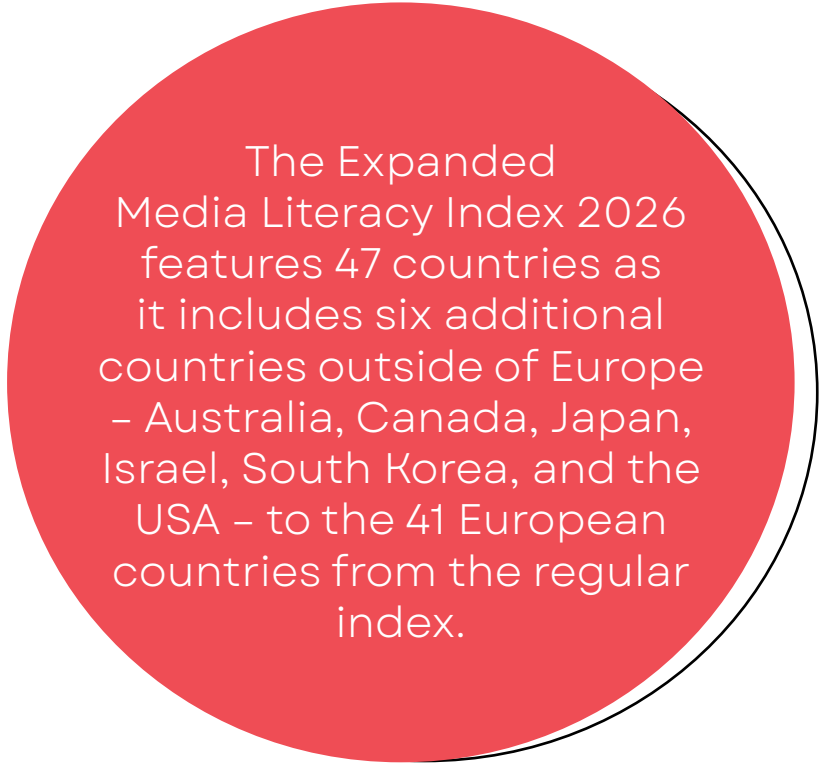 The Expanded
Media Literacy Index 2026
features 47 countries as
it includes six additional
countries outside of Europe
– Australia, Canada, Japan,
Israel, South Korea, and the
USA – to the 41 European
countries from the regular
index.